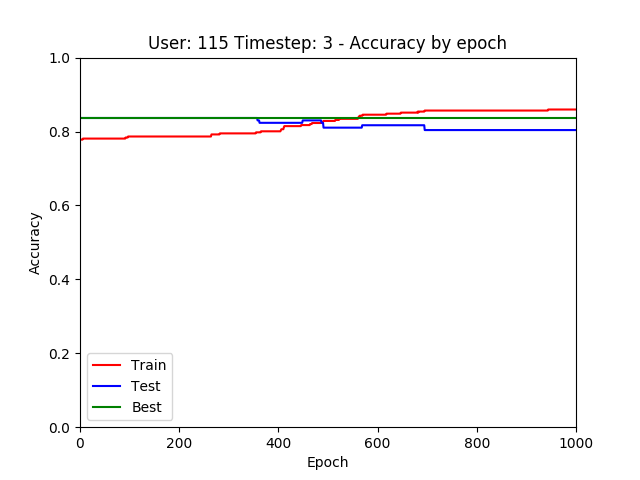 User: 115 Timestep: 3 - Accuracy by epoch
1.0
0.8
0.6
0.4
0.2
0.0
Accuracy
Train
Test
Best
0 200 400 600 800 1000
Epoch